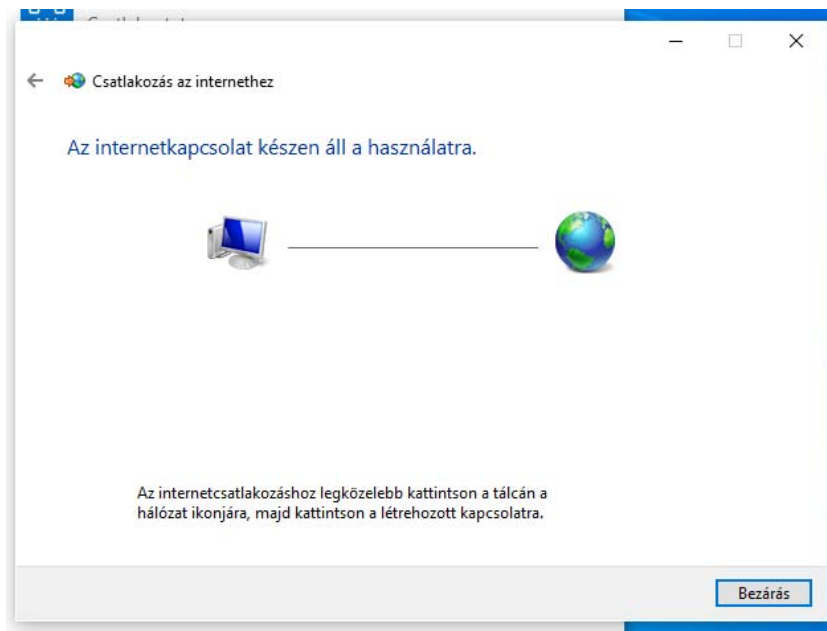 Csatlakozás az internethez
Az internetkapcsolat készen áll a használatra.
Az internetcsatlakozáshoz legközelebb kattintson a tálcán a
hálózat ikonjára, majd kattintson a létrehozott kapcsolatra.
Bezárás